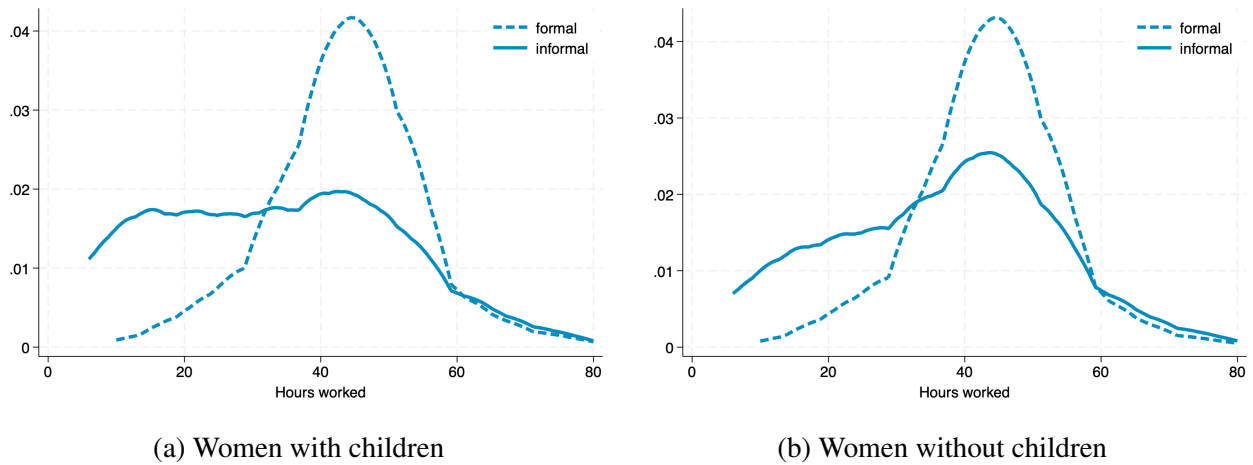 .04
.03
.02
.01
0
0
20
40
60
80
Hours worked
formal
informal
(a) Women with children
.04
.03
.02
.01
0
0
20
40
60
80
Hours worked
formal
informal
(b) Women without children